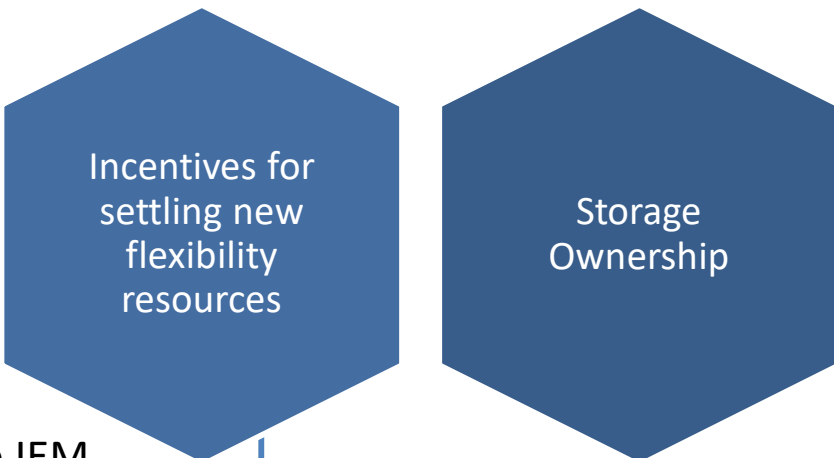 Incentives for
settling new
flexibility
resources
Storage
Ownership